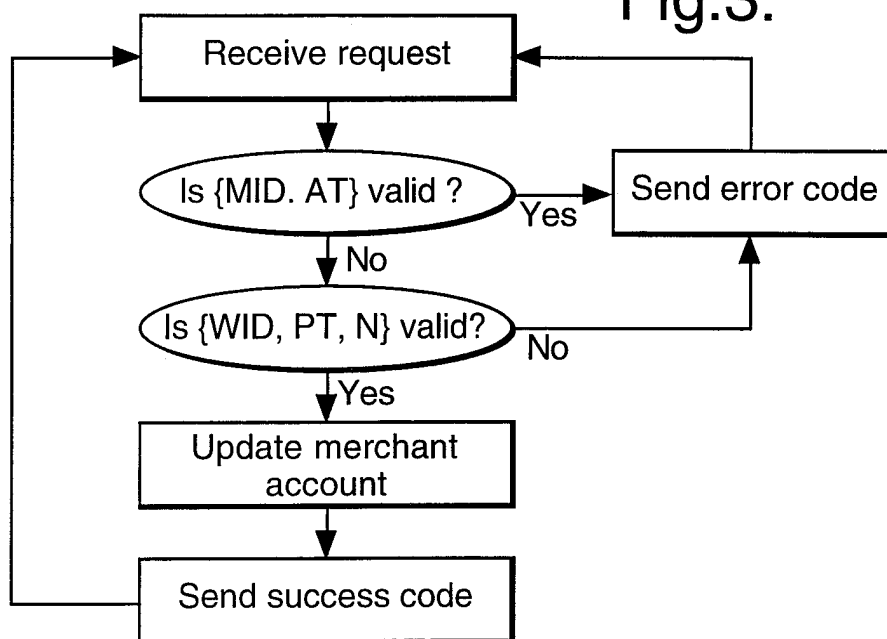 Fig.3.
Receive request
Is {MID. AT} valid ?
Yes
Send error code
No
Is {WID, PT, N} valid?
No
Yes
Update merchant
account
Send success code